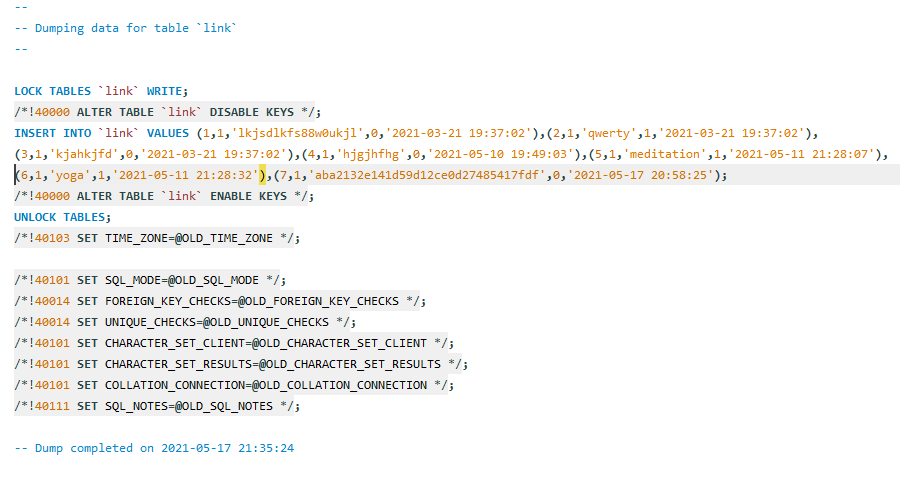 --
-- Dumping data for table `link`
--
LOCK TABLES `link` WRITE;
/*!40000 ALTER TABLE `link` DISABLE KEYS */;
INSERT INTO `link` VALUES (1,1,'lkjsdlkfs88w0ukjl',0,'2021-03-21 19:37:02'),(2,1,'qwerty',1,'2021-03-21 19:37:02'),
(3,1,'kjahkjfd',0,'2021-03-21 19:37:02'),(4,1,'hjgjhfhg',0,'2021-05-10 19:49:03'),(5,1,'meditation',1,'2021-05-11 21:28:07'),
(6,1,'yoga',1,'2021-05-11 21:28:32'),(7,1,'aba2132e141d59d12ce0d27485417fdf',0,'2021-05-17 20:58:25');
/*!40000 ALTER TABLE `link` ENABLE KEYS */;
UNLOCK TABLES;
/*!40103 SET TIME_ZONE=@OLD_TIME_ZONE */;
/*!40101 SET SQL_MODE=@OLD_SQL_MODE */;
/*!40014 SET FOREIGN_KEY_CHECKS=@OLD_FOREIGN_KEY_CHECKS */;
/*!40014 SET UNIQUE_CHECKS=@OLD_UNIQUE_CHECKS */;
/*!40101 SET CHARACTER_SET_CLIENT=@OLD_CHARACTER_SET_CLIENT */;
/*!40101 SET CHARACTER_SET_RESULTS=@OLD_CHARACTER_SET_RESULTS */;
/*!40101 SET COLLATION_CONNECTION=@OLD_COLLATION_CONNECTION */;
/*!40111 SET SQL_NOTES=@OLD_SQL_NOTES */;
-- Dump completed on 2021-05-17 21:35:24